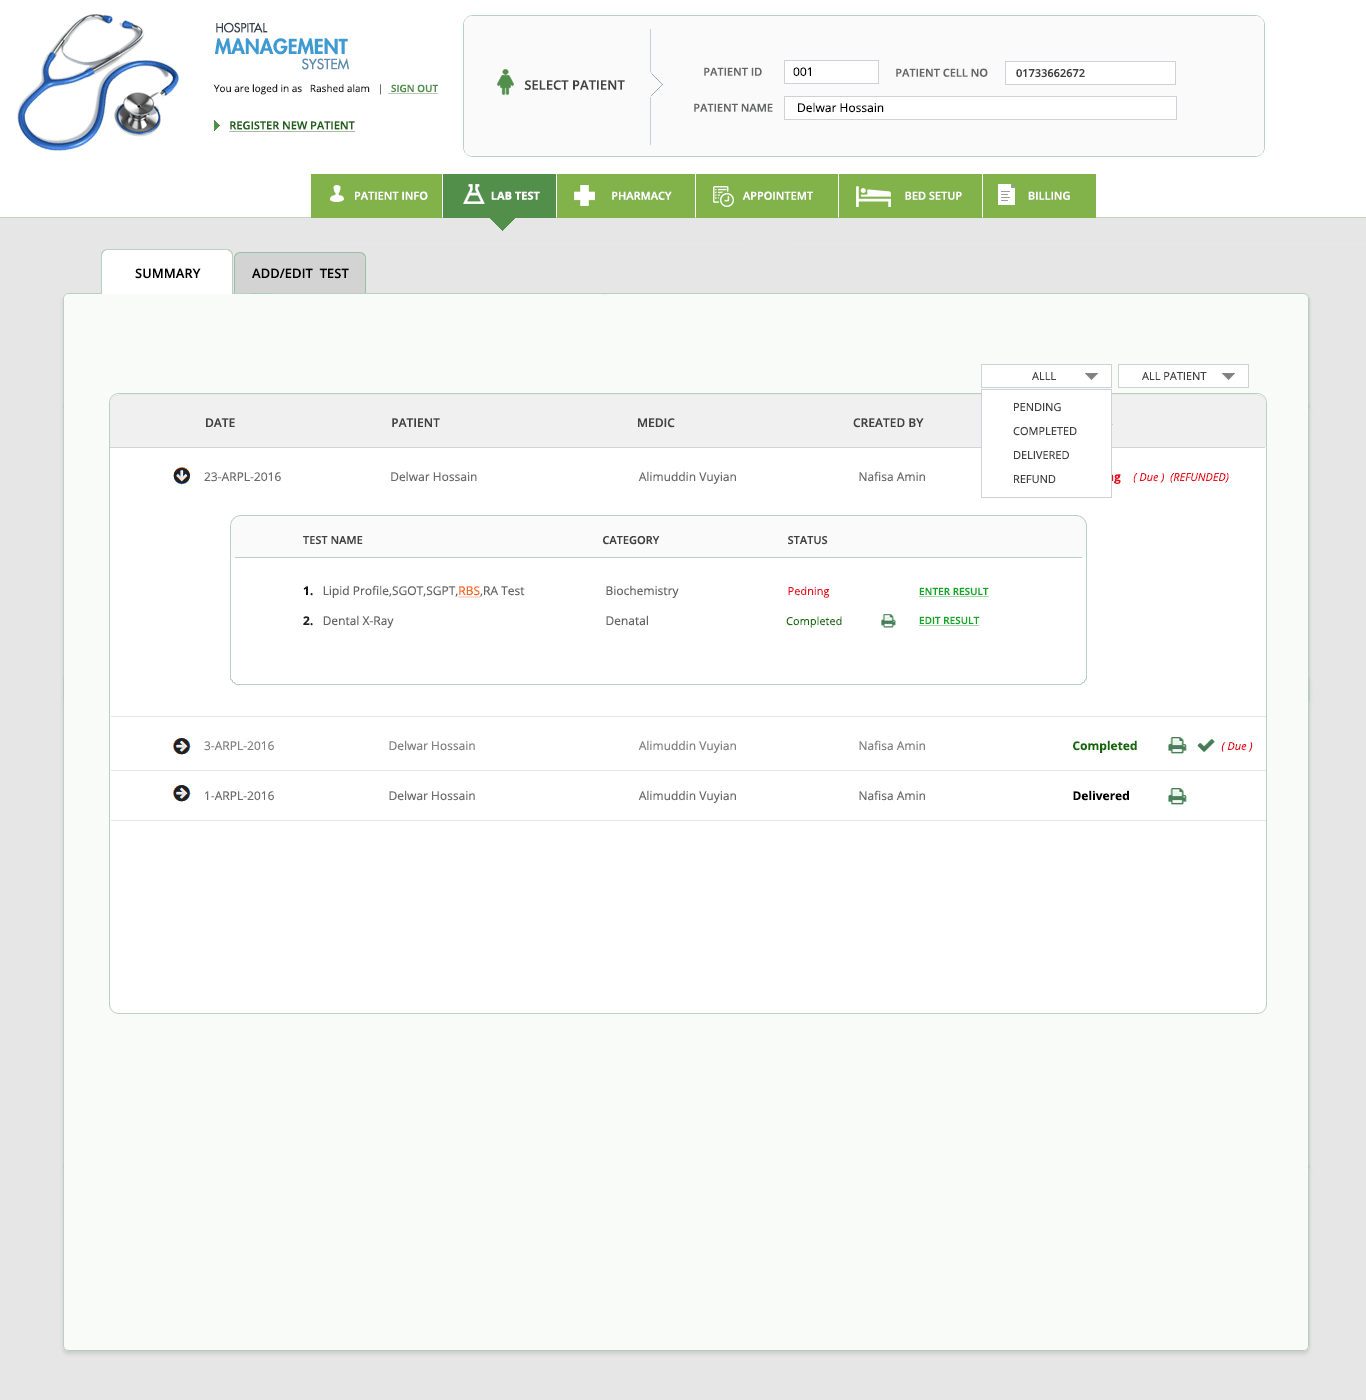 HOSPITAL
MANAGEMENT
SYSTEM
You are loged in as Rashed alam | SIGN OUT
REGISTER NEW PATIENT
SELECT PATIENT
PATIENT ID 001 PATIENT CELL NO 01733662672
PATIENT NAME Delwar Hossain
PATIENT INFO LAB TEST PHARMACY APPOINTEMT BED SETUP BILLING
SUMMARY ADD/EDIT TEST
ALLL ALL PATIENT
PENDING
COMPLETED
DELIVERED
REFUND
DATE PATIENT MEDIC CREATED BY
23-ARPL-2016 Delwar Hossain Alimuddin Vuyian Nafisa Amin ( Due ) (REFUNDED)
TEST NAME CATEGORY STATUS
1. Lipid Profile,SGOT,SGPT,RBS,RA Test Biochemistry Pedning ENTER RESULT
2. Dental X-Ray Denatal Completed EDIT RESULT
3-ARPL-2016 Delwar Hossain Alimuddin Vuyian Nafisa Amin Completed ( Due )
1-ARPL-2016 Delwar Hossain Alimuddin Vuyian Nafisa Amin Delivered